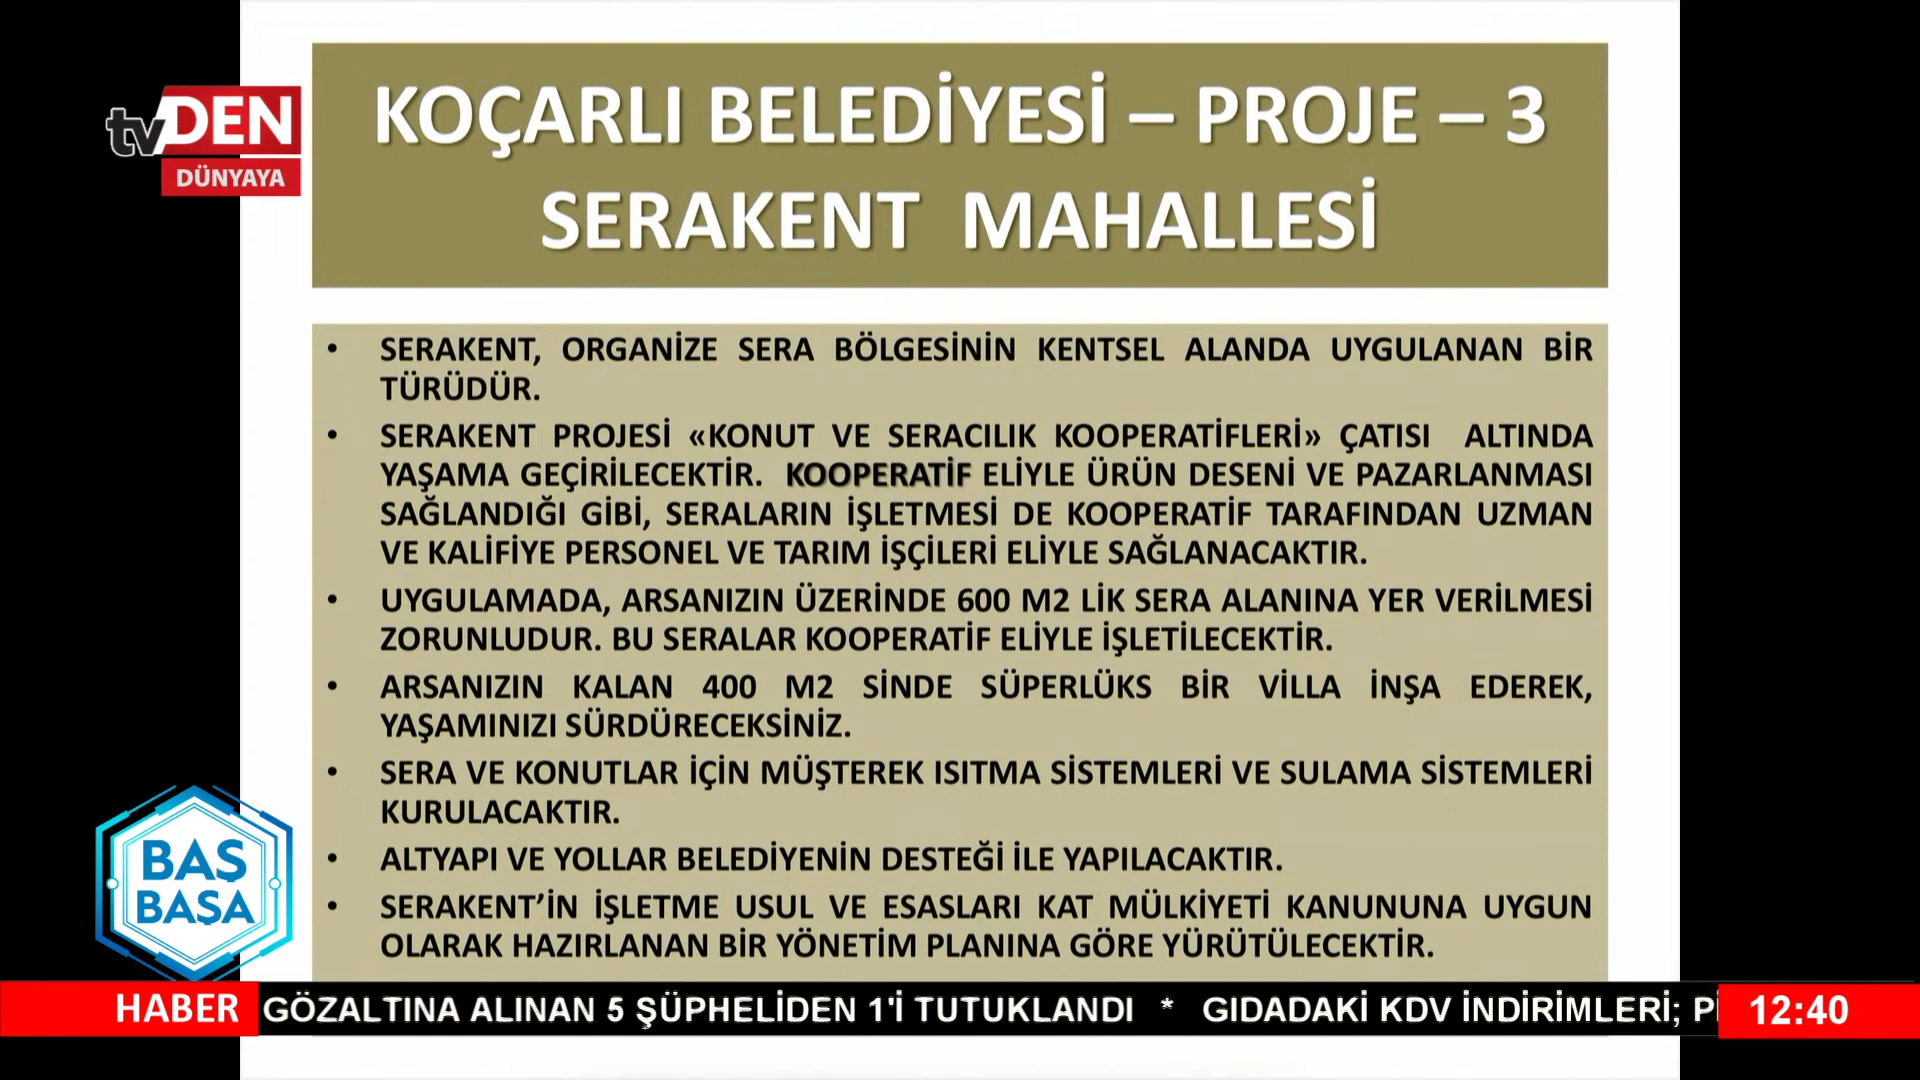 KOÇARLI BELEDİYESİ – PROJE – 3
SERAKENT MAHALLESİ
tvDEN
DÜNYAYA
• SERAKENT, ORGANİZE SERA BÖLGESİNİN KENTSEL ALANDA UYGULANAN BİR
TÜRÜDÜR.
• SERAKENT PROJESİ «KONUT VE SERACILIK KOOPERATİFLERİ» ÇATISI ALTINDA
YAŞAMA GEÇİRİLECEKTİR. KOOPERATİF ELİYLE ÜRÜN DESENİ VE PAZARLANMASI
SAĞLANDIĞI GİBİ, SERALARIN İŞLETMESİ DE KOOPERATİF TARAFINDAN UZMAN
VE KALİFİYE PERSONEL VE TARIM İŞÇİLERİ ELİYLE SAĞLANACAKTIR.
• UYGULAMADA, ARSANIZIN ÜZERİNDE 600 M2 LİK SERA ALANINA YER VERİLMESİ
ZORUNLUDUR. BU SERALAR KOOPERATİF ELİYLE İŞLETİLECEKTİR.
• ARSANIZIN KALAN 400 M2 SİNDE SÜPERLÜKS BİR VİLLA İNŞA EDEREK,
YAŞAMINIZI SÜRDÜRECEKSİNİZ.
• SERA VE KONUTLAR İÇİN MÜŞTEREK ISITMA SİSTEMLERİ VE SULAMA SİSTEMLERİ
KURULACAKTIR.
• ALTYAPI VE YOLLAR BELEDİYENİN DESTEĞİ İLE YAPILACAKTIR.
• SERAKENT’İN İŞLETME USUL VE ESASLARI KAT MÜLKİYETİ KANUNUNA UYGUN
OLARAK HAZIRLANAN BİR YÖNETİM PLANINA GÖRE YÜRÜTÜLECEKTİR.
BAŞ
BAŞA
HABER GÖZALTINA ALINAN 5 ŞÜPHELİDEN 1'İ TUTUKLANDI * GIDADAKİ KDV İNDİRİMLERİ; 12:40